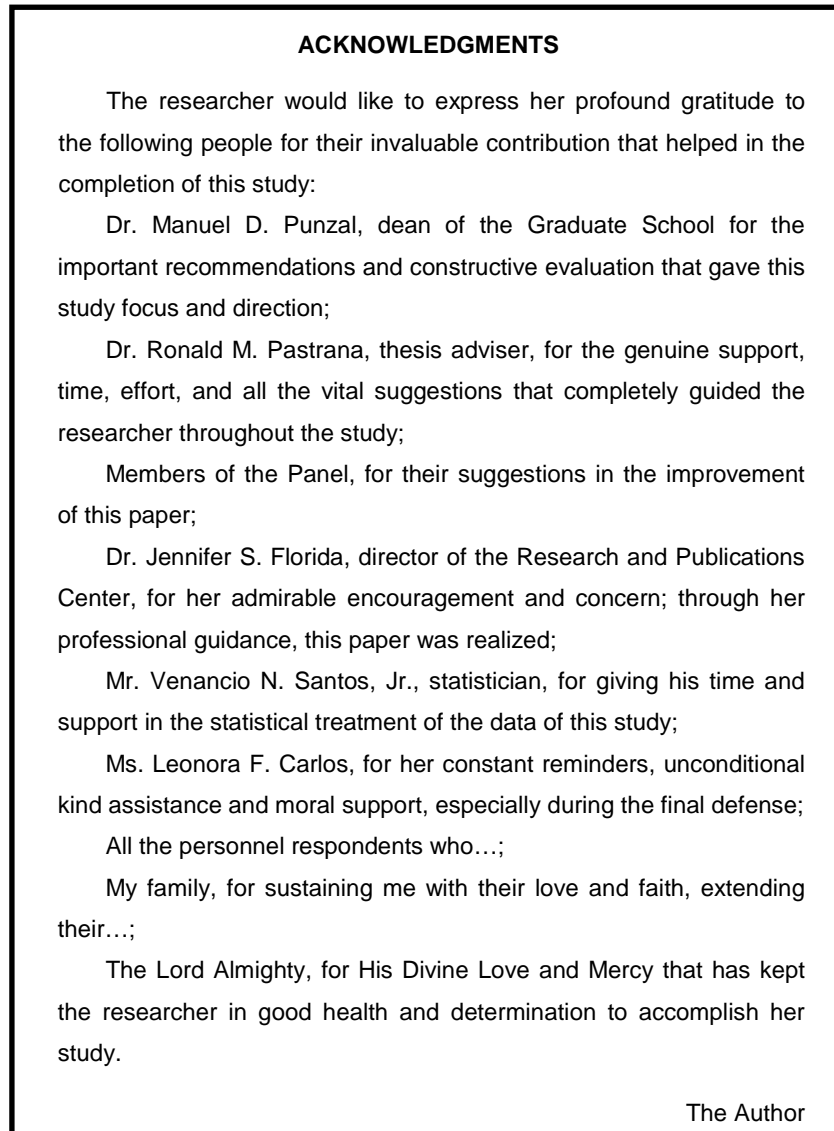 ACKNOWLEDGMENTS
The researcher would like to express her profound gratitude to
the following people for their invaluable contribution that helped in the
completion of this study:
Dr. Manuel D. Punzal, dean of the Graduate School for the
important recommendations and constructive evaluation that gave this
study focus and direction;
Dr. Ronald M. Pastrana, thesis adviser, for the genuine support,
time, effort, and all the vital suggestions that completely guided the
researcher throughout the study;
Members of the Panel, for their suggestions in the improvement
of this paper;
Dr. Jennifer S. Florida, director of the Research and Publications
Center, for her admirable encouragement and concern; through her
professional guidance, this paper was realized;
Mr. Venancio N. Santos, Jr., statistician, for giving his time and
support in the statistical treatment of the data of this study;
Ms. Leonora F. Carlos, for her constant reminders, unconditional
kind assistance and moral support, especially during the final defense;
All the personnel respondents who…;
My family, for sustaining me with their love and faith, extending
their…;
The Lord Almighty, for His Divine Love and Mercy that has kept
the researcher in good health and determination to accomplish her
study.
The Author